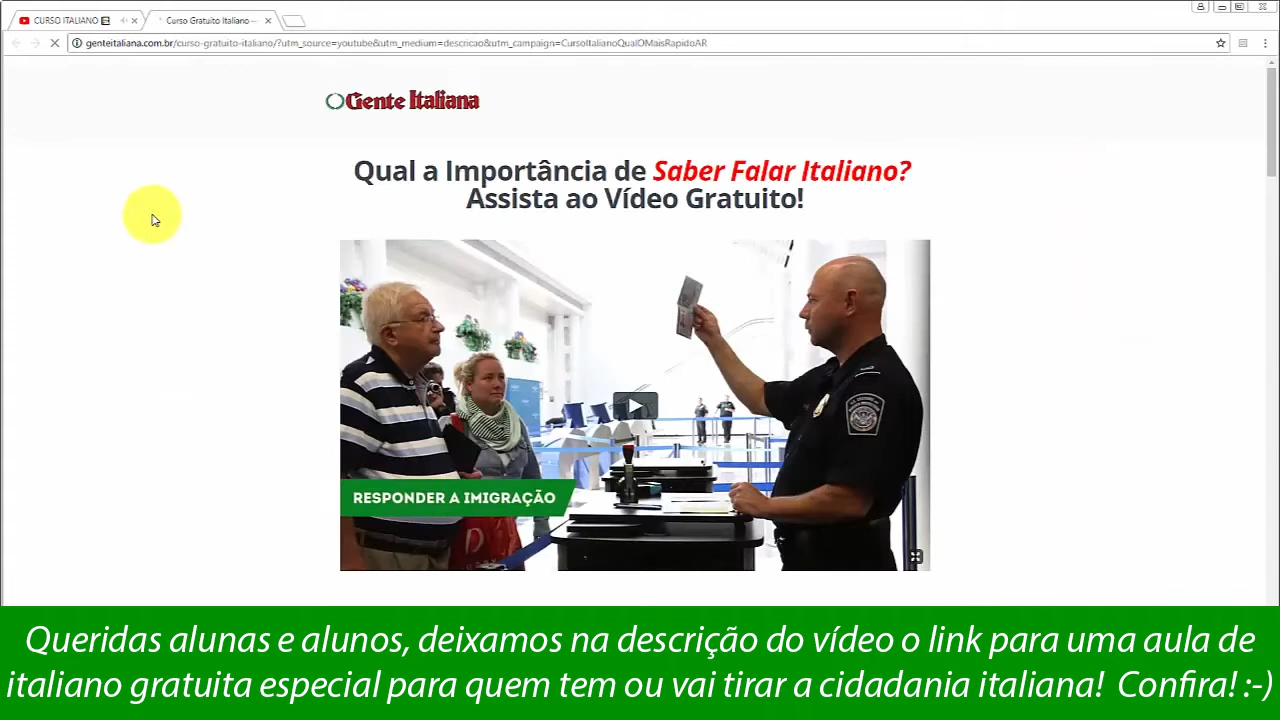 CURSO ITALIANO
Curso Gratuito Italiano –
genteitaliana.com.br/curso-gratuito-italiano/?utm_source=youtube&utm_medium=descricao&utm_campaign=CursoItalianoQualOMaisRapidoAR
Gente Italiana
Qual a Importância de Saber Falar Italiano?
Assista ao Vídeo Gratuito!
RESPONDER A IMIGRAÇÃO
Queridas alunas e alunos, deixamos na descrição do vídeo o link para uma aula de
italiano gratuita especial para quem tem ou vai tirar a cidadania italiana! Confira! :-)